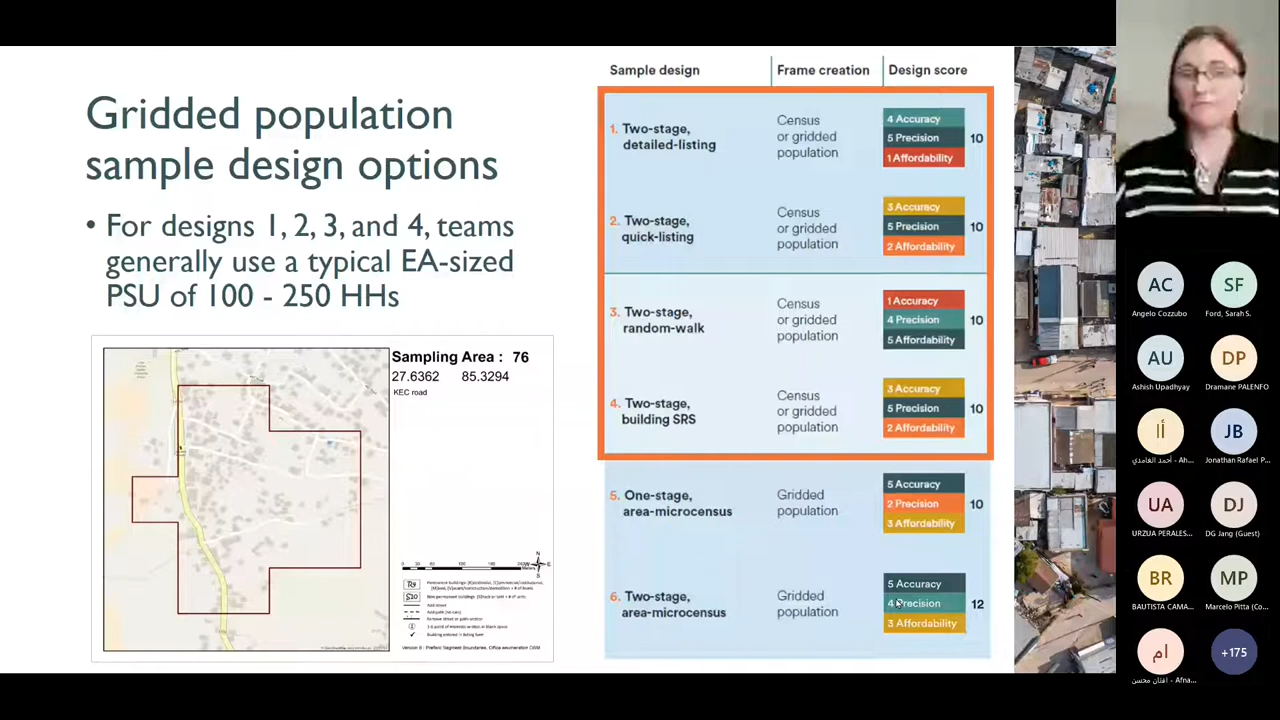 Gridded population
sample design options
• For designs 1, 2, 3, and 4, teams
generally use a typical EA-sized
PSU of 100 - 250 HHs
Sampling Area : 76
27.6362 85.3294
KEC road
N
E
S
Sample design
Frame creation
Design score
1. Two-stage,
detailed-listing
Census
or gridded
population
4 Accuracy
5 Precision
1 Affordability
10
2. Two-stage,
quick-listing
Census
or gridded
population
3 Accuracy
5 Precision
2 Affordability
10
3. Two-stage,
random-walk
Census
or gridded
population
1 Accuracy
4 Precision
5 Affordability
10
4. Two-stage,
building SRS
Census
or gridded
population
3 Accuracy
5 Precision
2 Affordability
10
5. One-stage,
area-microcensus
Gridded
population
5 Accuracy
2 Precision
3 Affordability
10
6. Two-stage,
area-microcensus
Gridded
population
5 Accuracy
4 Precision
3 Affordability
12
AC
Angelo Cozzubo
SF
Ford, Sarah S.
AU
Ashish Upadhyay
DP
Dramane PALENFO
أا
أحمد الغامدي - Ah...
JB
Jonathan Rafael P...
UA
URZUA PERALES...
DJ
DG Jang (Guest)
BR
BAUTISTA CAMA...
MP
Marcelo Pitta (Co...
ام
افنان محسن - Afna...
+175